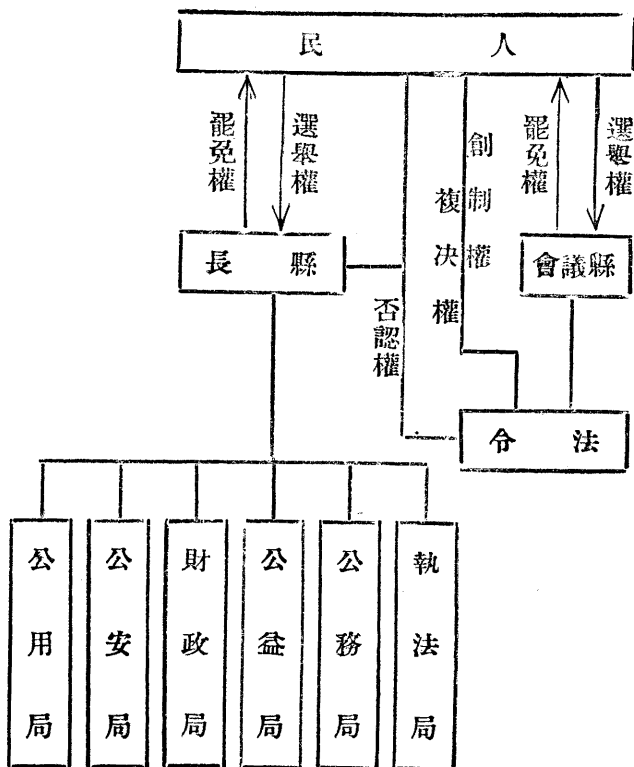 人民
選舉權
罷免權
創制權
複决權
選舉權
罷免權
縣議會
縣長
否認權
法令
執法局
公務局
公益局
財政局
公安局
公用局